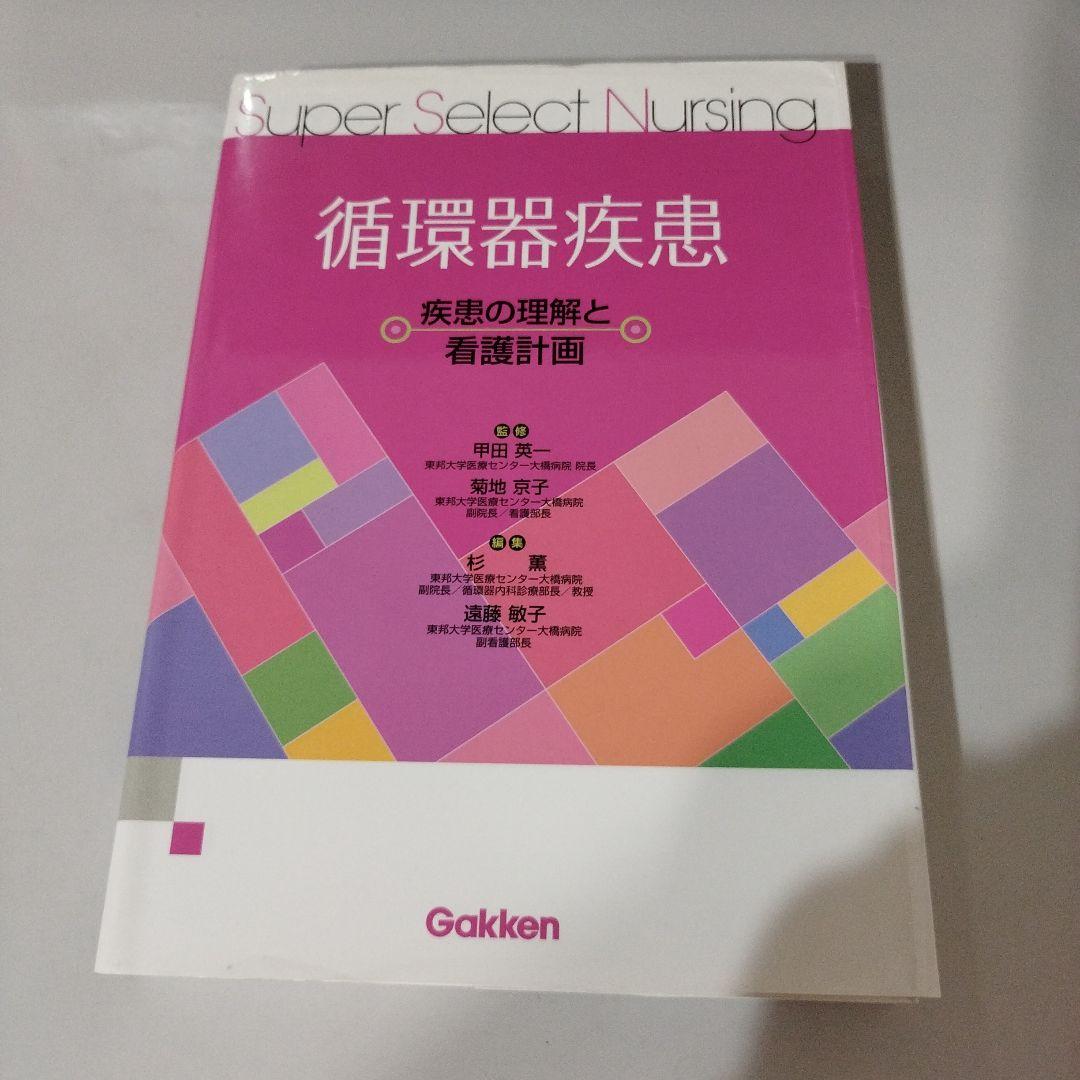 Super Select Nursing
循環器疾患
疾患の理解と
看護計画
監修
甲田 英一
東邦大学医療センター大橋病院 院長
菊地 京子
東邦大学医療センター大橋病院
副院長／看護部長
編集
杉 薫
東邦大学医療センター大橋病院
副院長／循環器内科診療部長／教授
遠藤 敏子
東邦大学医療センター大橋病院
副看護部長
Gakken